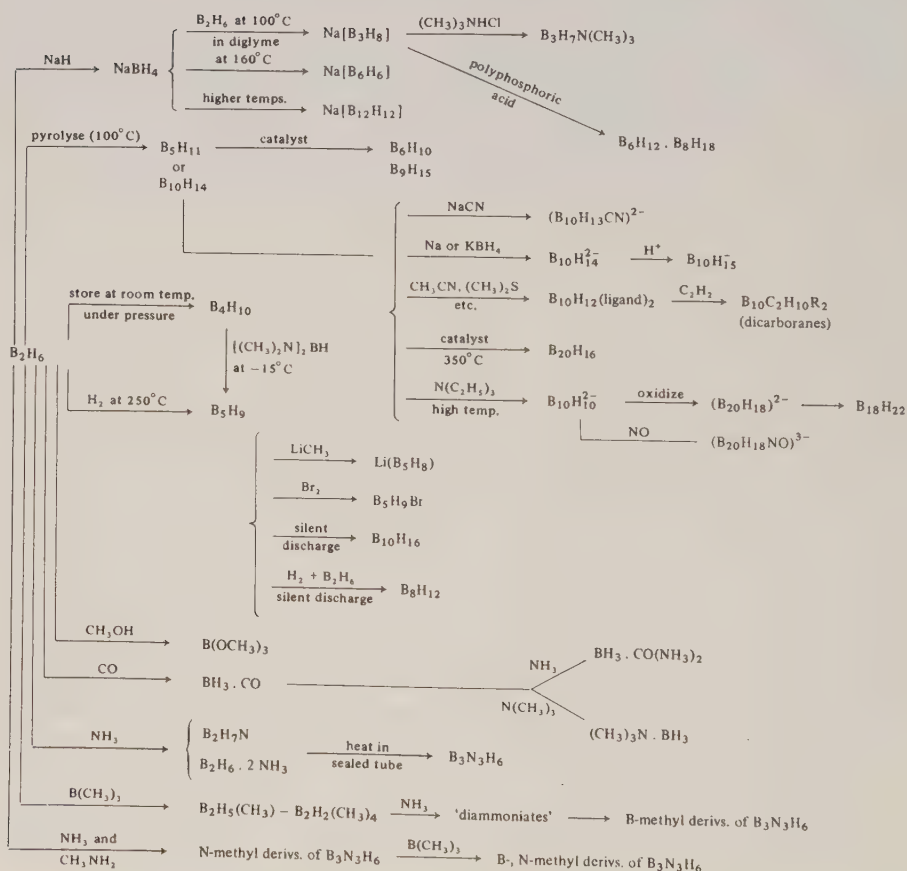 B₂H₆ at 100°C (CH₃)₃NHCl
NaH NaBH₄ in diglyme Na[B₃H₈] B₃H₇N(CH₃)₃
at 160°C Na[B₆H₆] polyphosphoric acid
higher temps. Na[B₁₂H₁₂]
B₆H₁₂ . B₈H₁₈
pyrolyse (100°C) B₅H₁₁ catalyst B₆H₁₀
or B₉H₁₅
B₁₀H₁₄
NaCN (B₁₀H₁₃CN)²⁻
Na or KBH₄ B₁₀H₁₄²⁻ H⁺ B₁₀H₁₅⁻
CH₃CN, (CH₃)₂S etc. B₁₀H₁₂(ligand)₂ C₂H₂ B₁₀C₂H₁₀R₂
(dicarboranes)
store at room temp. under pressure B₄H₁₀
{(CH₃)₂N}₂BH
at −15°C
catalyst 350°C B₂₀H₁₆
B₂H₆
H₂ at 250°C B₅H₉
N(C₂H₅)₃ high temp. B₁₀H₁₀²⁻ oxidize (B₂₀H₁₈)²⁻ B₁₈H₂₂
NO (B₂₀H₁₈NO)³⁻
LiCH₃ Li(B₅H₈)
Br₂ B₅H₉Br
silent discharge B₁₀H₁₆
H₂ + B₂H₆ silent discharge B₈H₁₂
CH₃OH B(OCH₃)₃
CO BH₃ . CO NH₃ BH₃ . CO(NH₃)₂
N(CH₃)₃ (CH₃)₃N . BH₃
NH₃ B₂H₇N
B₂H₆ . 2 NH₃ heat in sealed tube B₃N₃H₆
B(CH₃)₃ B₂H₅(CH₃) – B₂H₂(CH₃)₄ NH₃ ‘diammoniates’ B-methyl derivs. of B₃N₃H₆
NH₃ and CH₃NH₂ N-methyl derivs. of B₃N₃H₆ B(CH₃)₃ B-, N-methyl derivs. of B₃N₃H₆